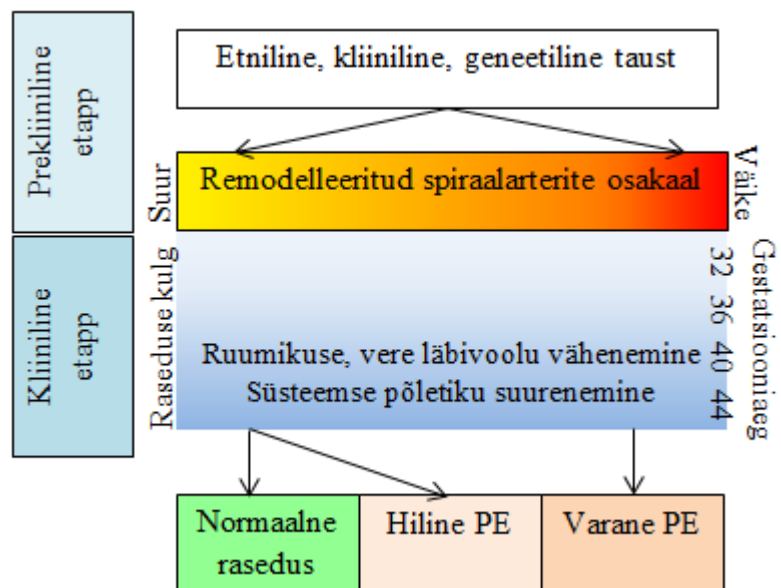 Prekliiniline
etapp
Etniline, kliiniline, geneetiline taust
Suur
Remodelleeritud spiraalarterite osakaal
Väike
Kliiniline
etapp
Raseduse kulg
Ruumikuse, vere läbivoolu vähenemine
Süsteemse põletiku suurenemine
32 36 40 44
Gestatsiooniaeg
Normaalne
rasedus
Hiline PE
Varane PE